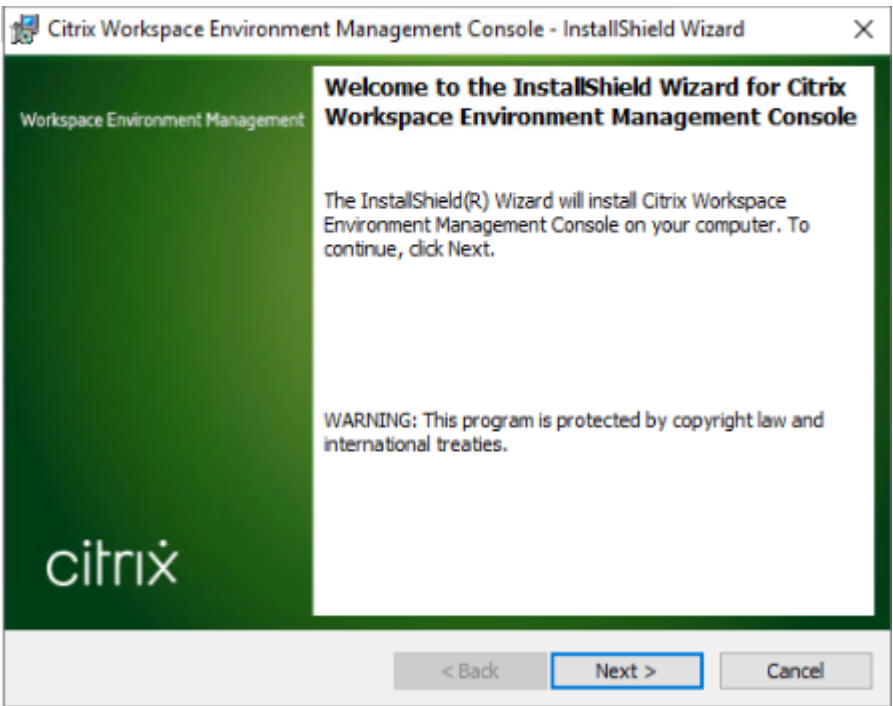 Citrix Workspace Environment Management Console - InstallShield Wizard
Workspace Environment Management
Welcome to the InstallShield Wizard for Citrix
Workspace Environment Management Console
The InstallShield(R) Wizard will install Citrix Workspace
Environment Management Console on your computer. To
continue, click Next.
WARNING: This program is protected by copyright law and
international treaties.
citrix
< Back
Next >
Cancel